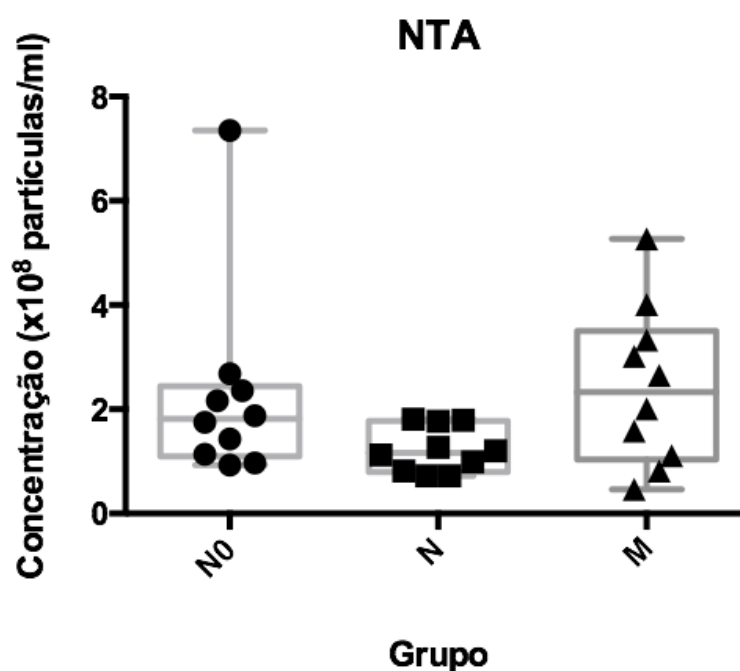 NTA
Concentração (x10⁸ partículas/ml)
8
6
4
2
0
N0
N
M
Grupo